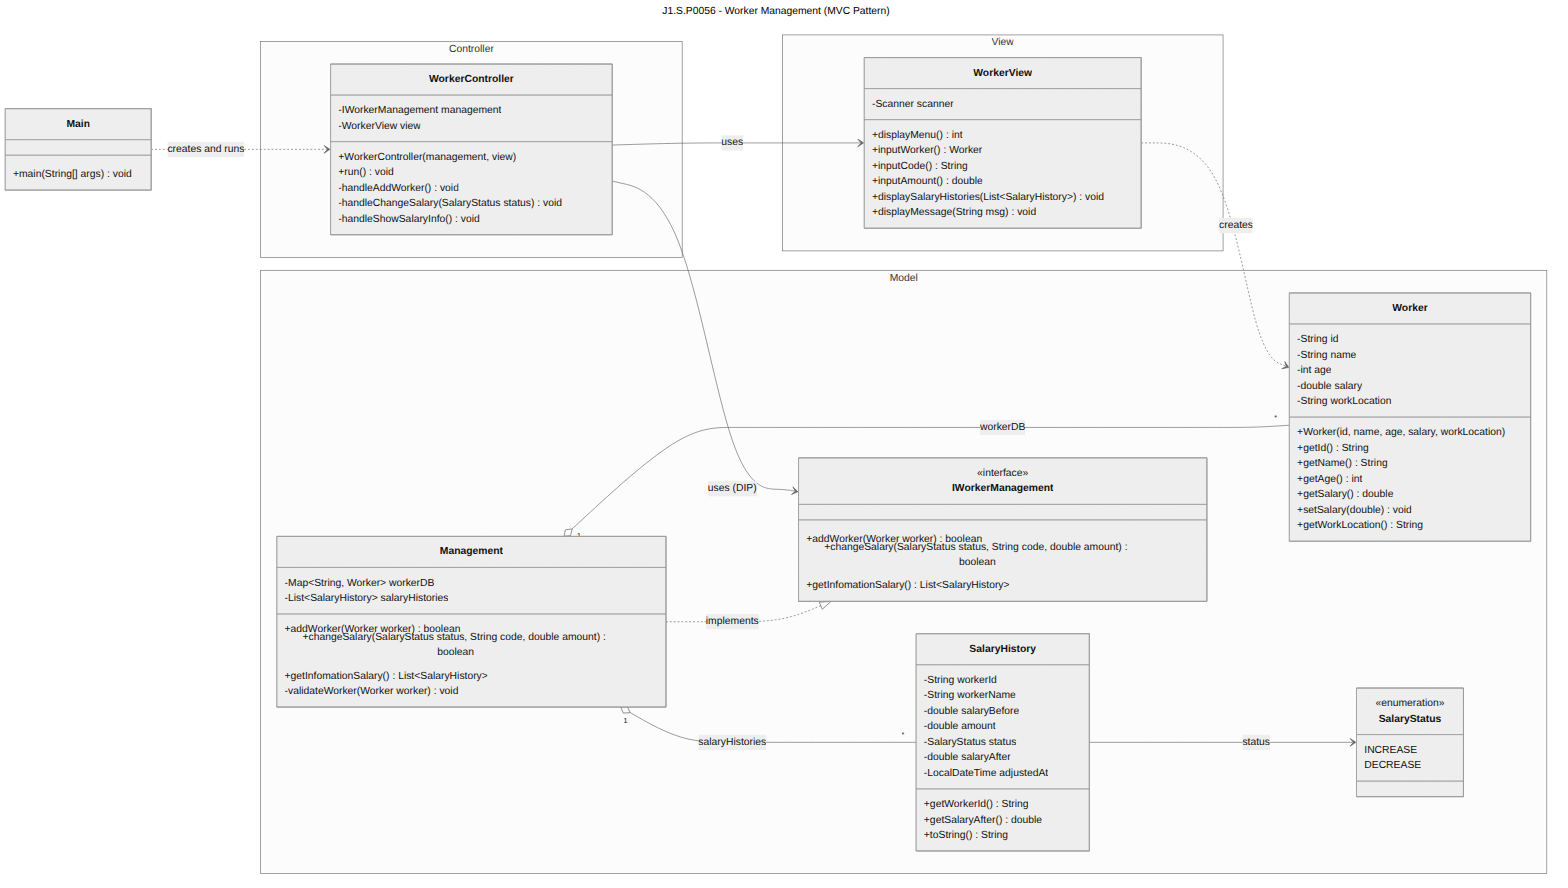 J1.S.P0056 - Worker Management (MVC Pattern)
Controller
WorkerController
-IWorkerManagement management
-WorkerView view
+WorkerController(management, view)
+run() : void
-handleAddWorker() : void
-handleChangeSalary(SalaryStatus status) : void
-handleShowSalaryInfo() : void
View
WorkerView
-Scanner scanner
+displayMenu() : int
+inputWorker() : Worker
+inputCode() : String
+inputAmount() : double
+displaySalaryHistories(List<SalaryHistory>) : void
+displayMessage(String msg) : void
Main
+main(String[] args) : void
creates and runs
uses
creates
Model
Worker
-String id
-String name
-int age
-double salary
-String workLocation
+Worker(id, name, age, salary, workLocation)
+getId() : String
+getName() : String
+getAge() : int
+getSalary() : double
+setSalary(double) : void
+getWorkLocation() : String
*
workerDB
uses (DIP)
«interface»
IWorkerManagement
+addWorker(Worker worker) : boolean
+changeSalary(SalaryStatus status, String code, double amount) :
boolean
+getInfomationSalary() : List<SalaryHistory>
1
Management
-Map<String, Worker> workerDB
-List<SalaryHistory> salaryHistories
+addWorker(Worker worker) : boolean
+changeSalary(SalaryStatus status, String code, double amount) :
boolean
+getInfomationSalary() : List<SalaryHistory>
-validateWorker(Worker worker) : void
implements
1
salaryHistories
*
SalaryHistory
-String workerId
-String workerName
-double salaryBefore
-double amount
-SalaryStatus status
-double salaryAfter
-LocalDateTime adjustedAt
+getWorkerId() : String
+getSalaryAfter() : double
+toString() : String
status
«enumeration»
SalaryStatus
INCREASE
DECREASE